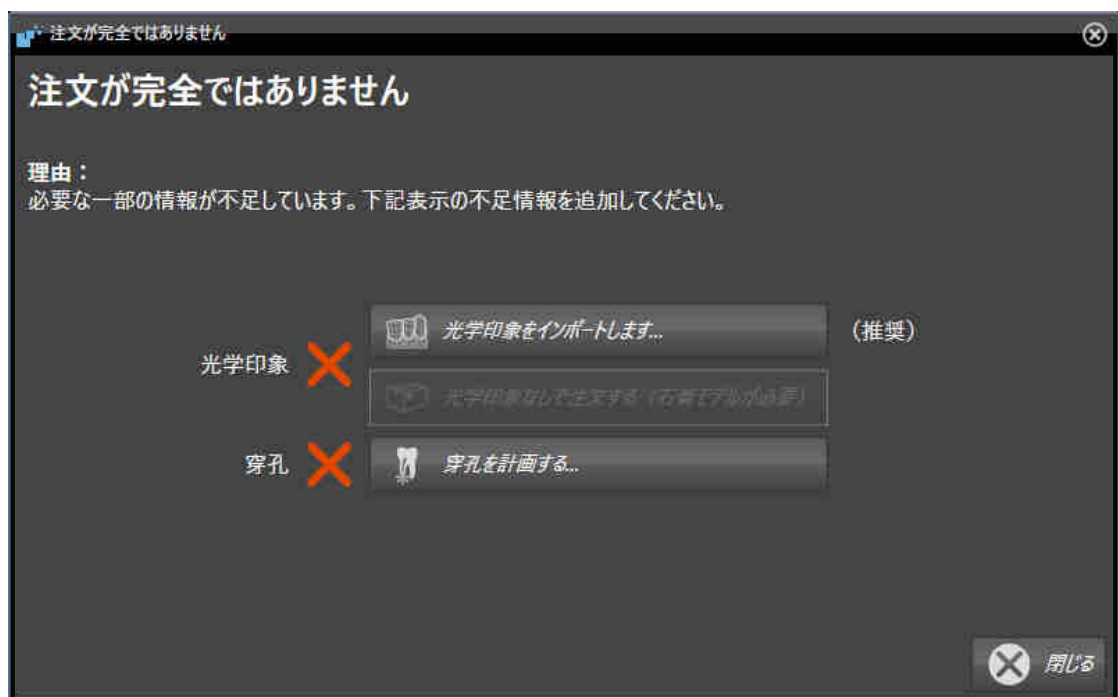 注文が完全ではありません
注文が完全ではありません
理由：
必要な一部の情報が不足しています。下記表示の不足情報を追加してください。
光学印象をインポートします...
（推奨）
光学印象
光学印象なしで注文する（石膏モデルが必要）
穿孔
穿孔を計画する...
閉じる